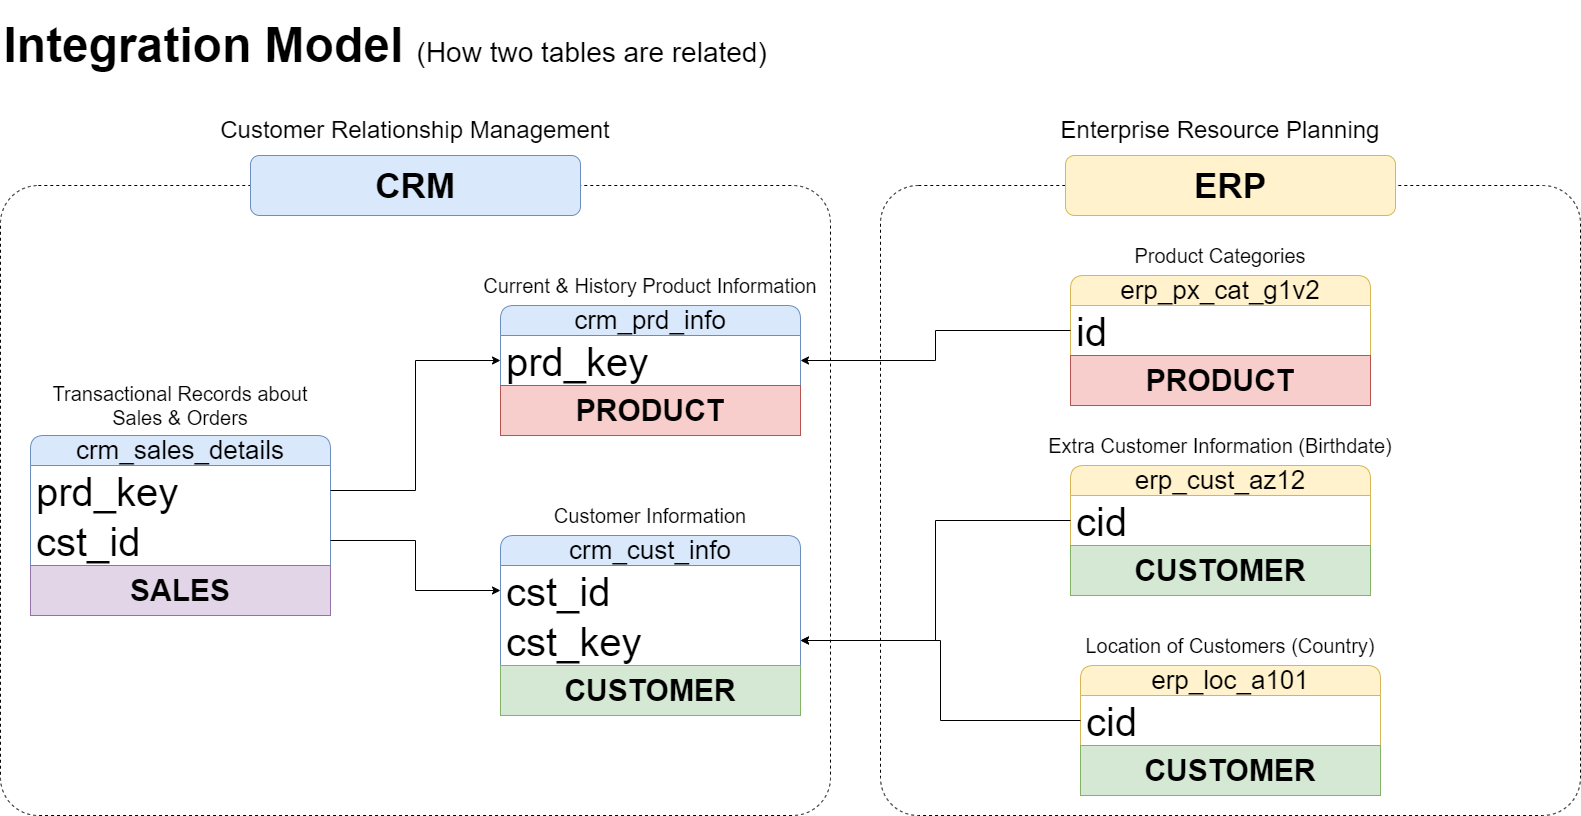 Integration Model (How two tables are related)
Customer Relationship Management
CRM
Transactional Records about
Sales & Orders
crm_sales_details
prd_key
cst_id
SALES
Current & History Product Information
crm_prd_info
prd_key
PRODUCT
Customer Information
crm_cust_info
cst_id
cst_key
CUSTOMER
Enterprise Resource Planning
ERP
Product Categories
erp_px_cat_g1v2
id
PRODUCT
Extra Customer Information (Birthdate)
erp_cust_az12
cid
CUSTOMER
Location of Customers (Country)
erp_loc_a101
cid
CUSTOMER